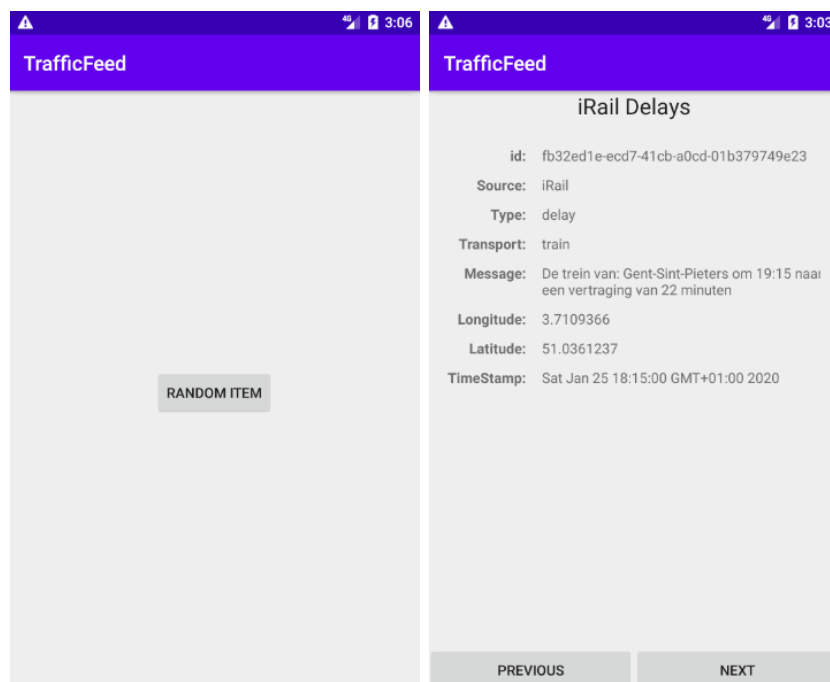 3:06
TrafficFeed
RANDOM ITEM
3:03
TrafficFeed
iRail Delays
id: fb32ed1e-ecd7-41cb-a0cd-01b379749e23
Source: iRail
Type: delay
Transport: train
Message: De trein van: Gent-Sint-Pieters om 19:15 naar
een vertraging van 22 minuten
Longitude: 3.7109366
Latitude: 51.0361237
TimeStamp: Sat Jan 25 18:15:00 GMT+01:00 2020
PREVIOUS NEXT